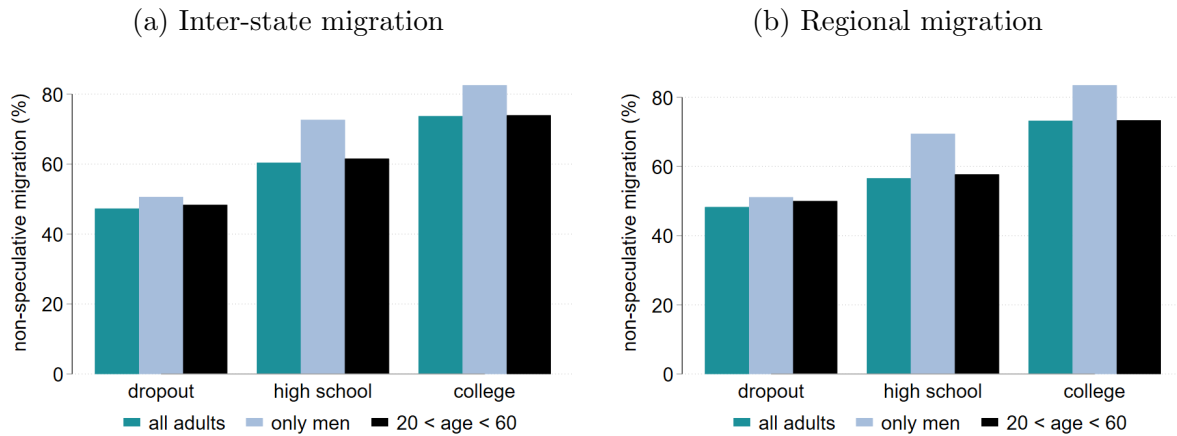 (a) Inter-state migration
non-speculative migration (%)
80
60
40
20
0
dropout high school college
all adults only men 20 < age < 60
(b) Regional migration
non-speculative migration (%)
80
60
40
20
0
dropout high school college
all adults only men 20 < age < 60